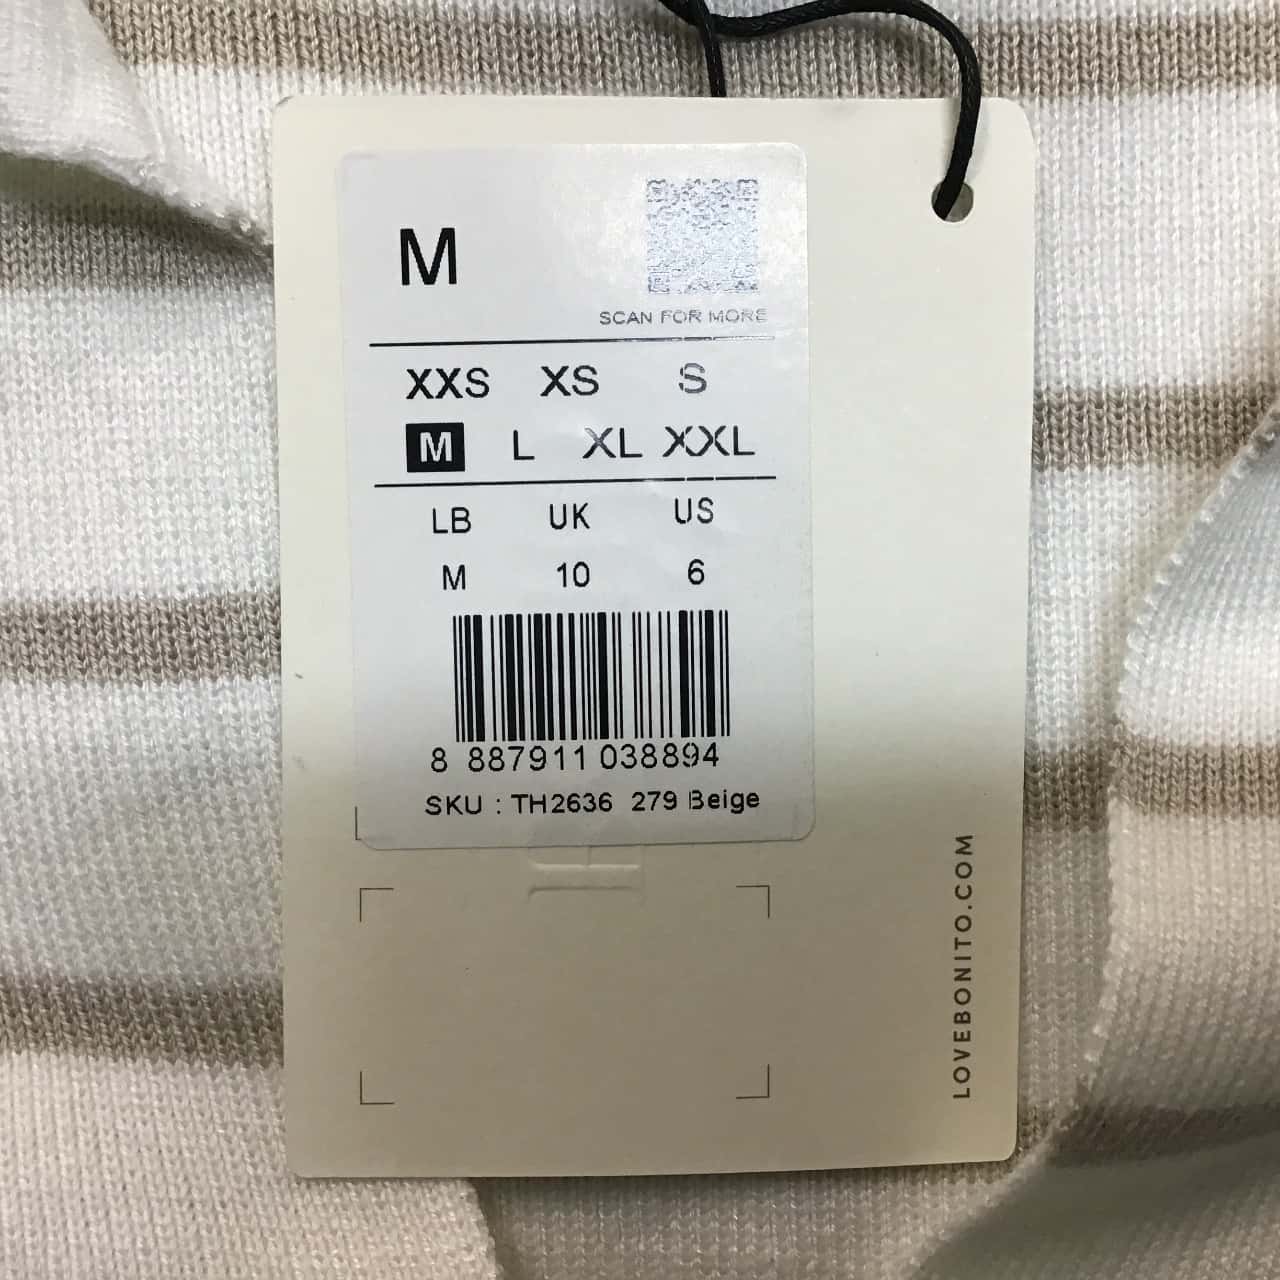 M
SCAN FOR MORE
XXS XS S
M L XL XXL
LB UK US
M 10 6
8 887911 038894
SKU : TH2636 279 Beige
LOVEBONITO.COM